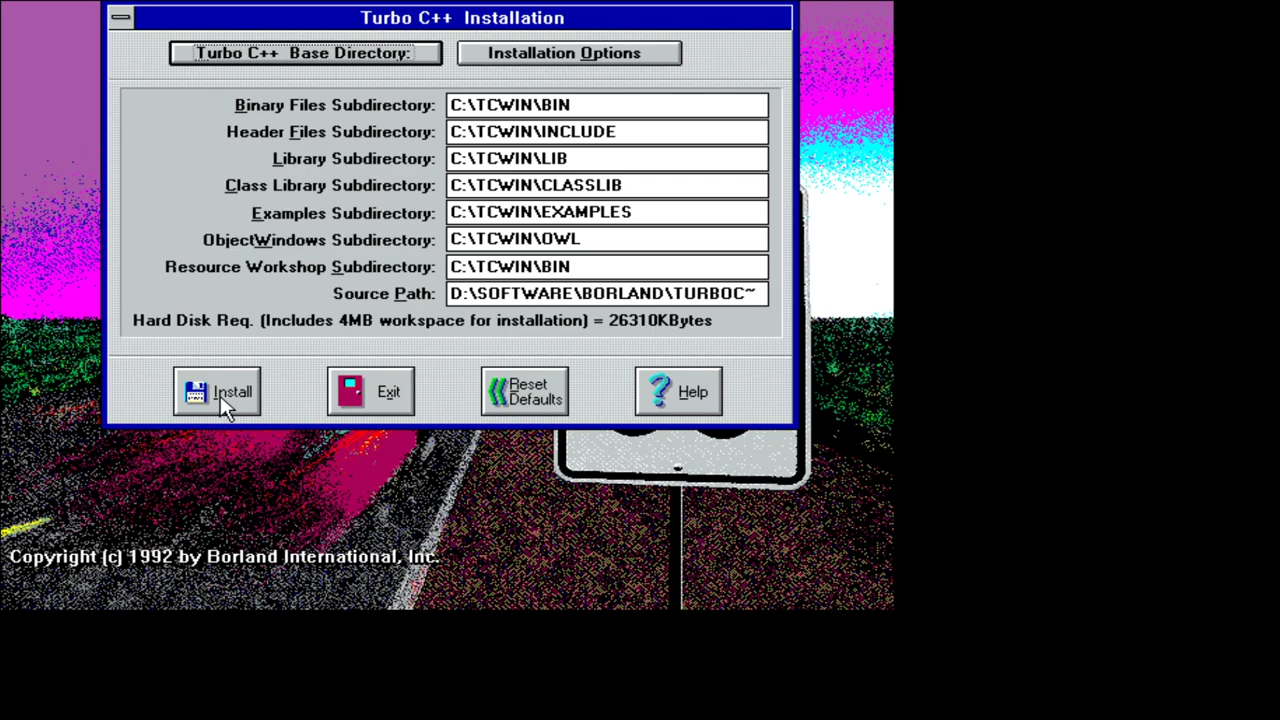 Turbo C++ Installation
Turbo C++ Base Directory: Installation Options
Binary Files Subdirectory: C:\TCWIN\BIN
Header Files Subdirectory: C:\TCWIN\INCLUDE
Library Subdirectory: C:\TCWIN\LIB
Class Library Subdirectory: C:\TCWIN\CLASSLIB
Examples Subdirectory: C:\TCWIN\EXAMPLES
ObjectWindows Subdirectory: C:\TCWIN\OWL
Resource Workshop Subdirectory: C:\TCWIN\BIN
Source Path: D:\SOFTWARE\BORLAND\TURBOC~
Hard Disk Req. (Includes 4MB workspace for installation) = 26310KBytes
Install Exit Reset Defaults Help
Copyright (c) 1992 by Borland International, Inc.